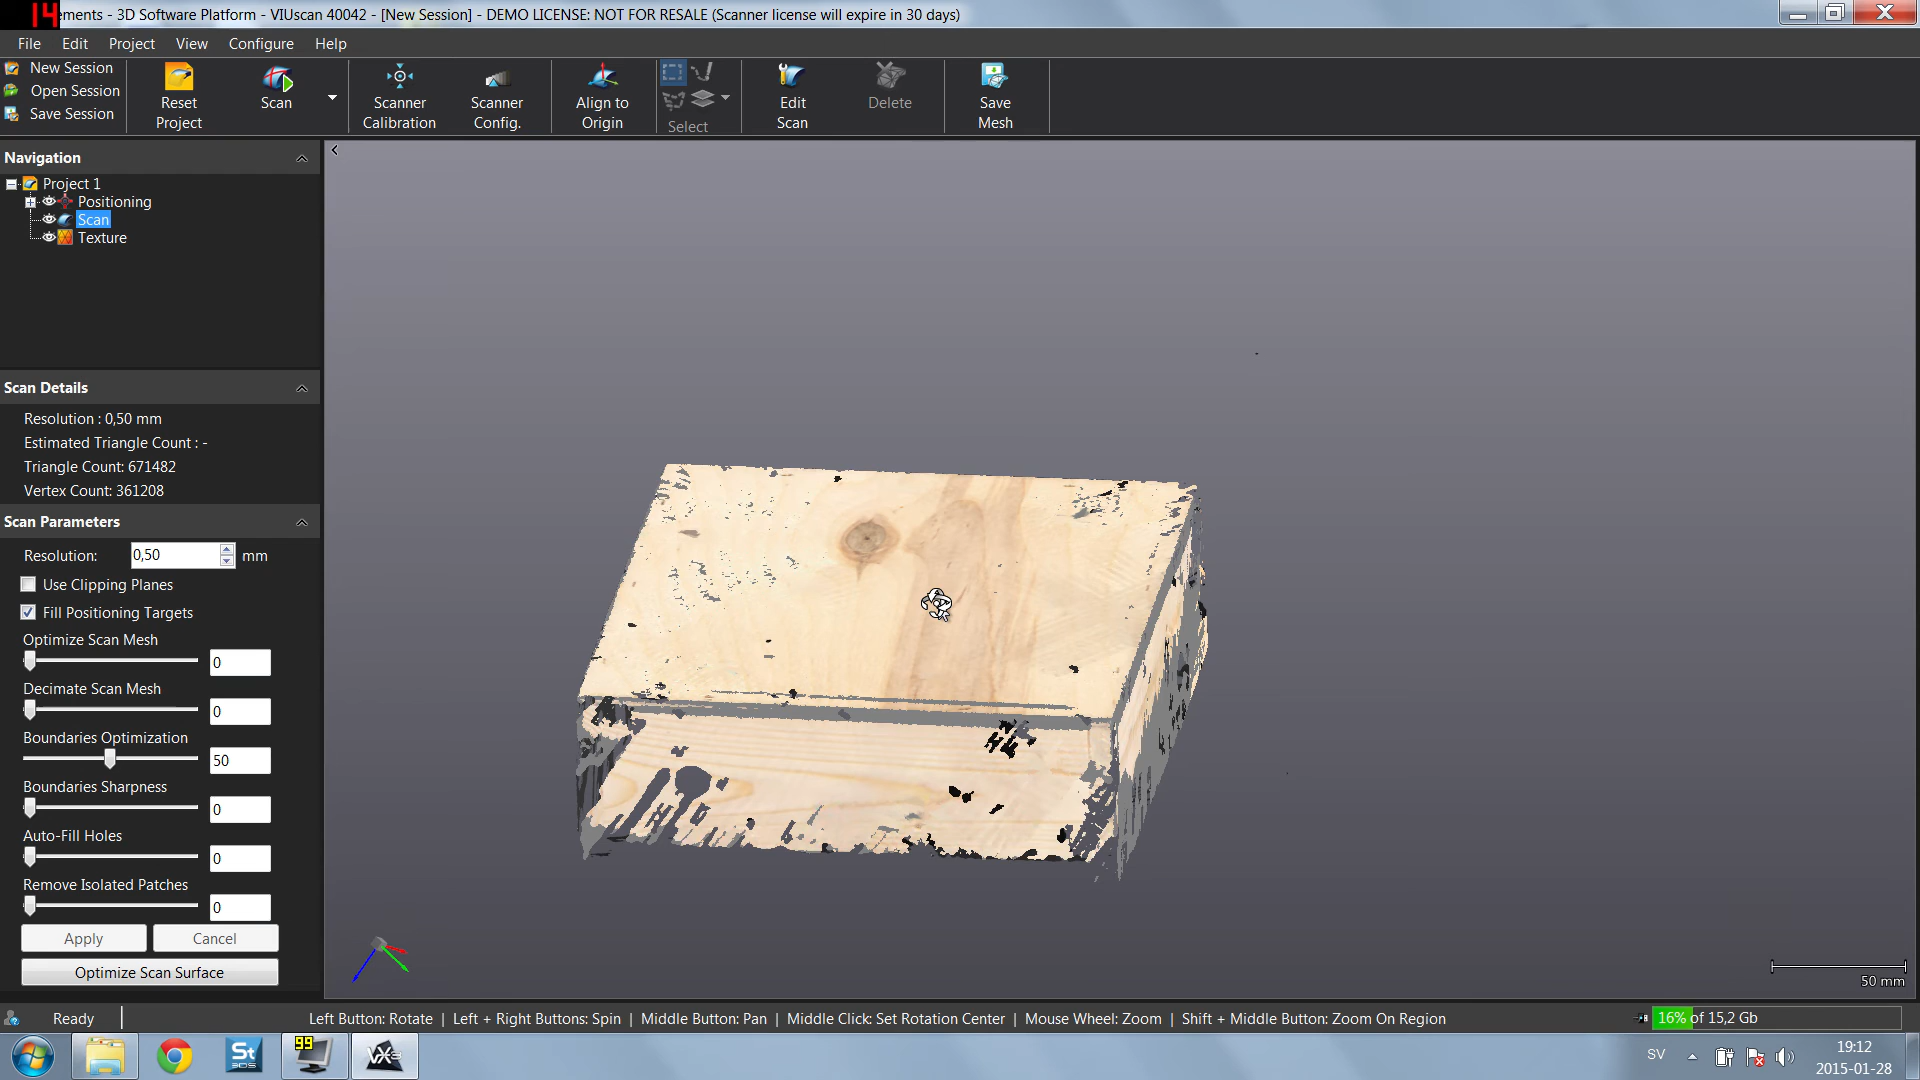 14
ements - 3D Software Platform - VIUscan 40042 - [New Session] - DEMO LICENSE: NOT FOR RESALE (Scanner license will expire in 30 days)
File Edit Project View Configure Help
New Session
Open Session
Save Session
Reset Project
Scan
Scanner Calibration
Scanner Config.
Align to Origin
Select
Edit Scan
Delete
Save Mesh
Navigation
Project 1
Positioning
Scan
Texture
Scan Details
Resolution : 0,50 mm
Estimated Triangle Count : -
Triangle Count: 671482
Vertex Count: 361208
Scan Parameters
Resolution: 0,50 mm
Use Clipping Planes
Fill Positioning Targets
Optimize Scan Mesh
0
Decimate Scan Mesh
0
Boundaries Optimization
50
Boundaries Sharpness
0
Auto-Fill Holes
0
Remove Isolated Patches
0
Apply Cancel
Optimize Scan Surface
50 mm
Ready
Left Button: Rotate | Left + Right Buttons: Spin | Middle Button: Pan | Middle Click: Set Rotation Center | Mouse Wheel: Zoom | Shift + Middle Button: Zoom On Region
16% of 15,2 Gb
St
3DS
99
VX
SV
19:12
2015-01-28